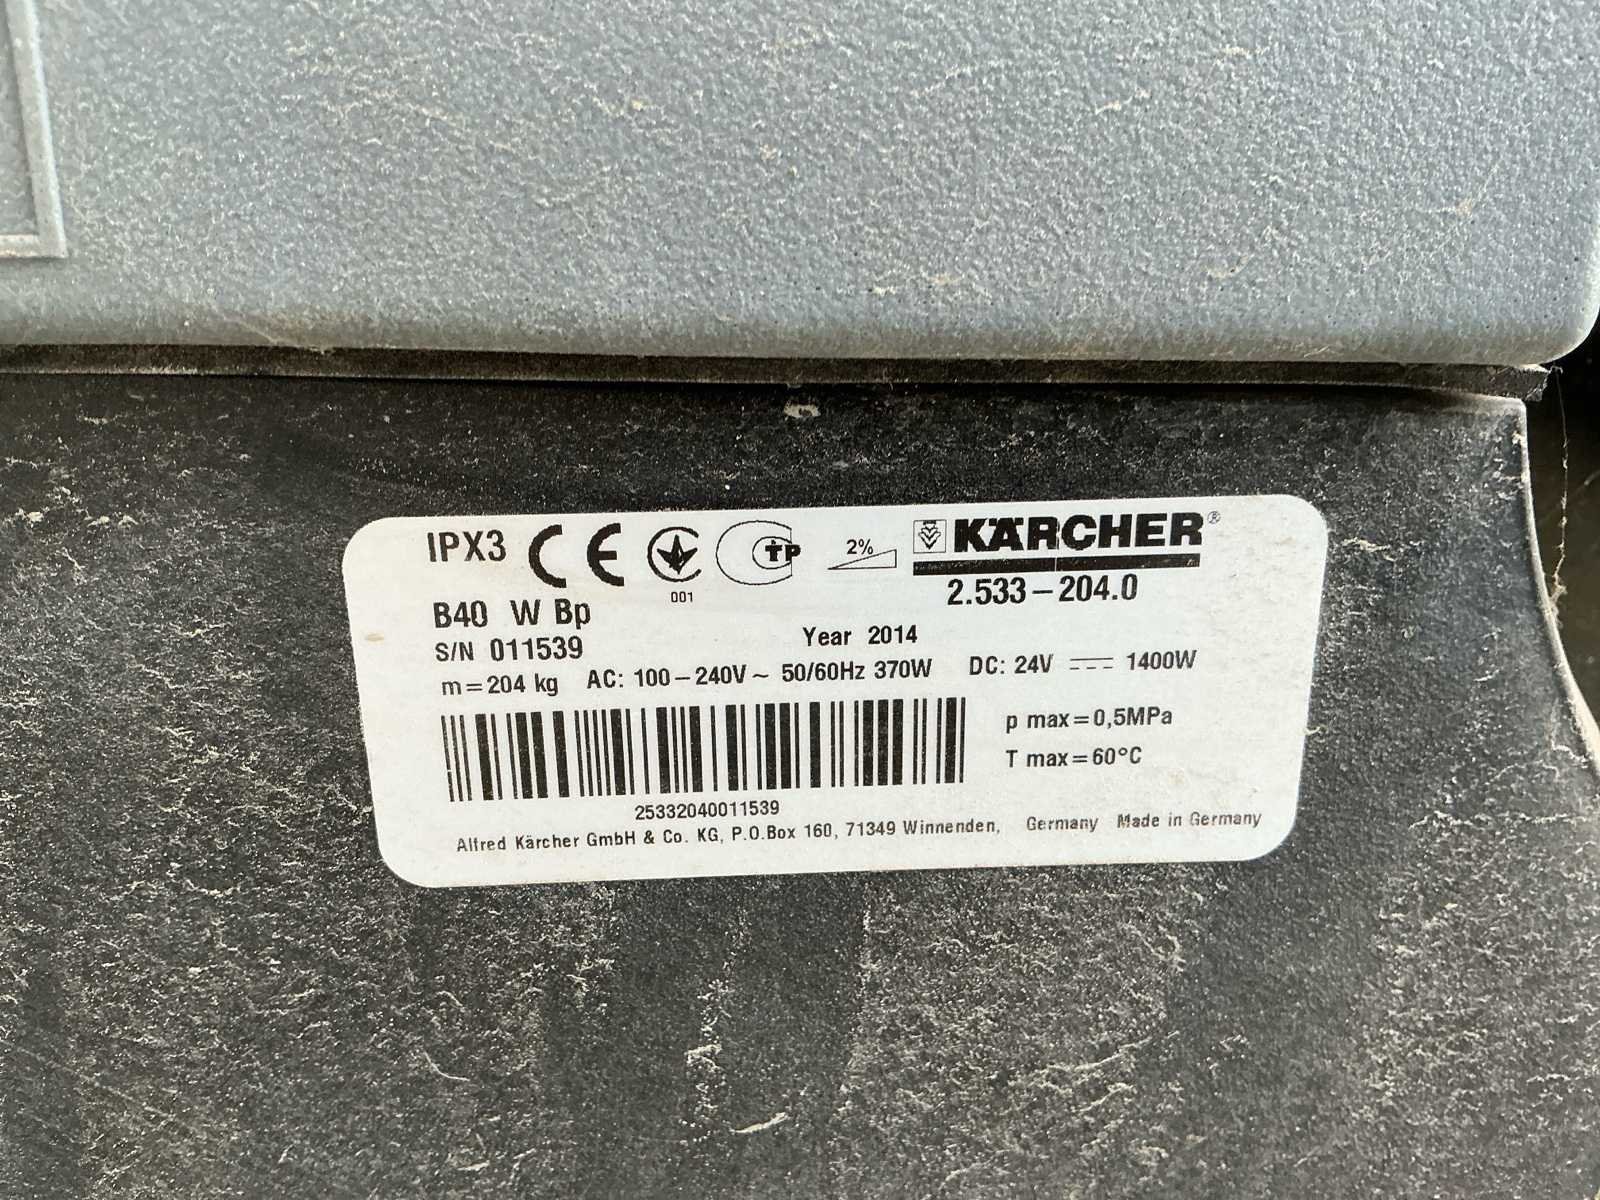 IPX3 CE 2% KÄRCHER®
001
2.533-204.0
B40 W Bp
S/N 011539 Year 2014
m=204 kg AC: 100-240V~ 50/60Hz 370W DC: 24V ⎓ 1400W
p max=0,5MPa
T max=60°C
25332040011539
Alfred Kärcher GmbH & Co. KG, P.O.Box 160, 71349 Winnenden, Germany Made in Germany